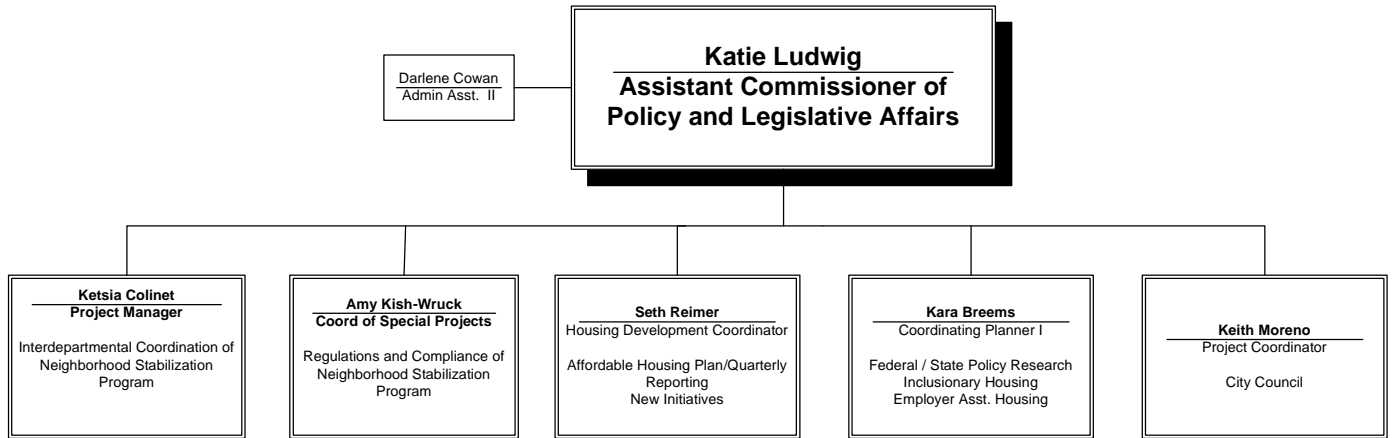 Katie Ludwig
Assistant Commissioner of
Policy and Legislative Affairs
Darlene Cowan
Admin Asst.  II
Ketsia Colinet
Project Manager
Interdepartmental Coordination of
Neighborhood Stabilization
Program
Amy Kish-Wruck
Coord of Special Projects
Regulations and Compliance of
Neighborhood Stabilization
Program
Seth Reimer
Housing Development Coordinator
Affordable Housing Plan/Quarterly
Reporting
New Initiatives
Kara Breems
Coordinating Planner I
Federal / State Policy Research
Inclusionary Housing
Employer Asst. Housing
Keith Moreno
Project Coordinator
City Council